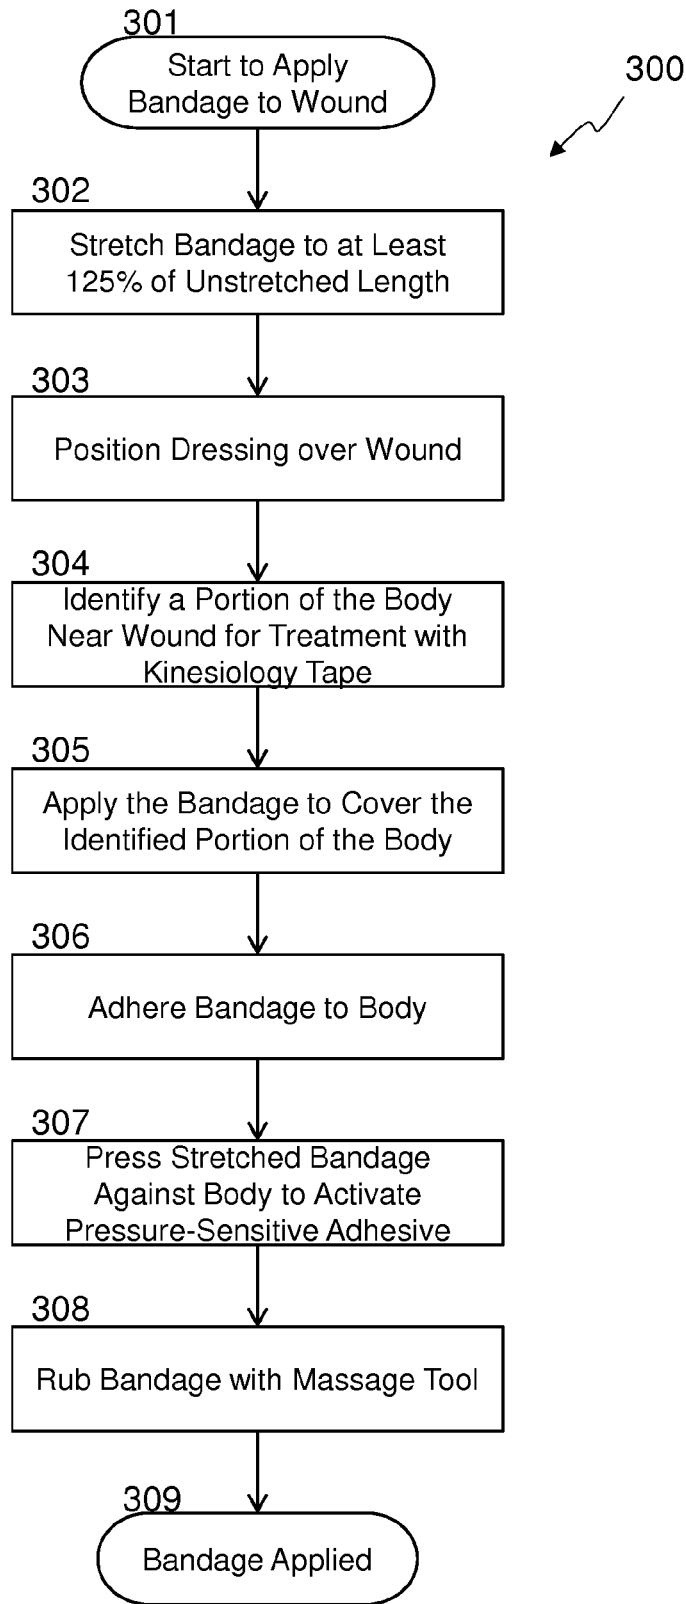 301
Start to Apply
Bandage to Wound
300
302
Stretch Bandage to at Least
125% of Unstretched Length
303
Position Dressing over Wound
304
Identify a Portion of the Body
Near Wound for Treatment with
Kinesiology Tape
305
Apply the Bandage to Cover the
Identified Portion of the Body
306
Adhere Bandage to Body
307
Press Stretched Bandage
Against Body to Activate
Pressure-Sensitive Adhesive
308
Rub Bandage with Massage Tool
309
Bandage Applied